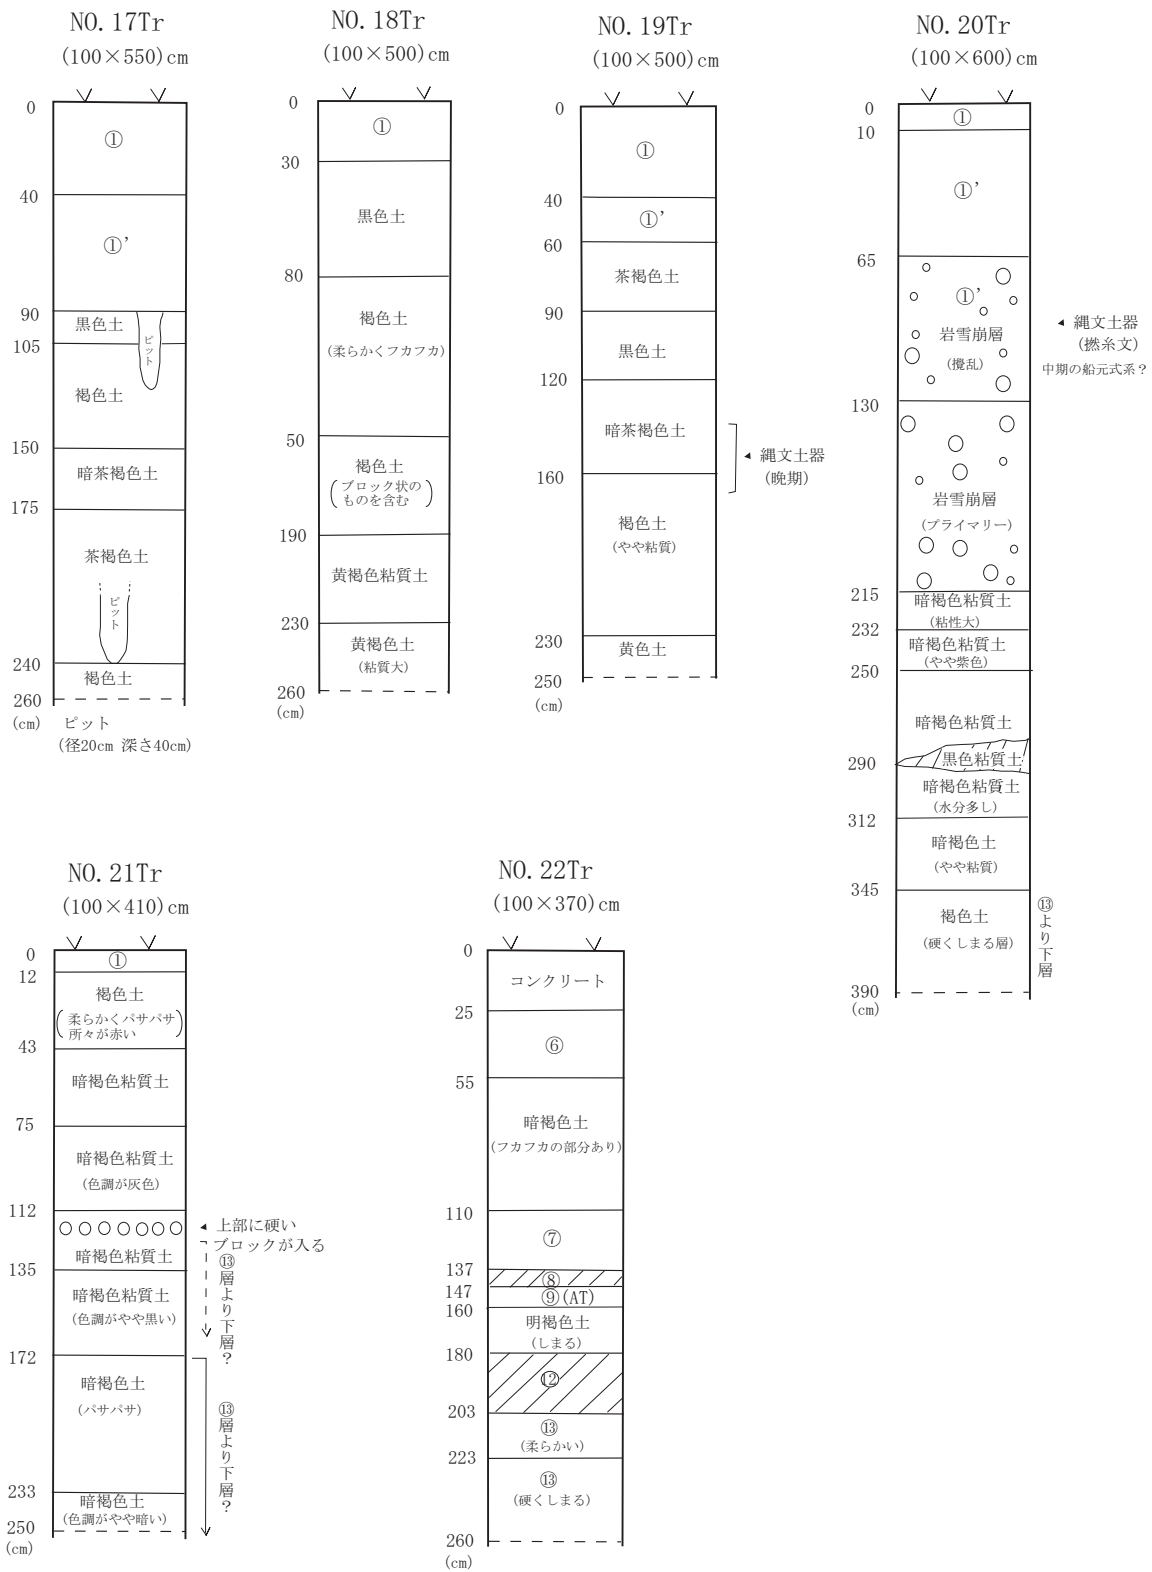 NO.17Tr
(100×550)cm
0
①
40
①’
90
黒色土
ピット
105
褐色土
150
暗茶褐色土
175
茶褐色土
ピット
240
褐色土
260
(cm)
ピット
(径20cm 深さ40cm)
NO.18Tr
(100×500)cm
0
①
30
黒色土
80
褐色土
(柔らかくフカフカ)
50
褐色土
(ブロック状の
ものを含む)
190
黄褐色粘質土
230
黄褐色土
(粘質大)
260
(cm)
NO.19Tr
(100×500)cm
0
①
40
①’
60
茶褐色土
90
黒色土
120
暗茶褐色土
160
◀ 縄文土器
(晩期)
褐色土
(やや粘質)
230
黄色土
250
(cm)
NO.20Tr
(100×600)cm
0
①
10
①’
65
①’
岩雪崩層
(攪乱)
◀ 縄文土器
(撚糸文)
中期の船元式系？
130
岩雪崩層
(プライマリー)
215
暗褐色粘質土
(粘性大)
232
暗褐色粘質土
(やや紫色)
250
暗褐色粘質土
黒色粘質土
290
暗褐色粘質土
(水分多し)
312
暗褐色土
(やや粘質)
345
褐色土
(硬くしまる層)
⑬より下層
390
(cm)
NO.21Tr
(100×410)cm
0
①
12
褐色土
(柔らかくパサパサ
所々が赤い)
43
暗褐色粘質土
75
暗褐色粘質土
(色調が灰色)
112
◀ 上部に硬い
ブロックが入る
暗褐色粘質土
⑬層より下層？
135
暗褐色粘質土
(色調がやや黒い)
172
暗褐色土
(パサパサ)
⑬層より下層？
233
暗褐色土
(色調がやや暗い)
250
(cm)
NO.22Tr
(100×370)cm
0
コンクリート
25
⑥
55
暗褐色土
(フカフカの部分あり)
110
⑦
137
⑧
147
⑨(AT)
160
明褐色土
(しまる)
180
⑫
203
⑬
(柔らかい)
223
⑬
(硬くしまる)
260
(cm)